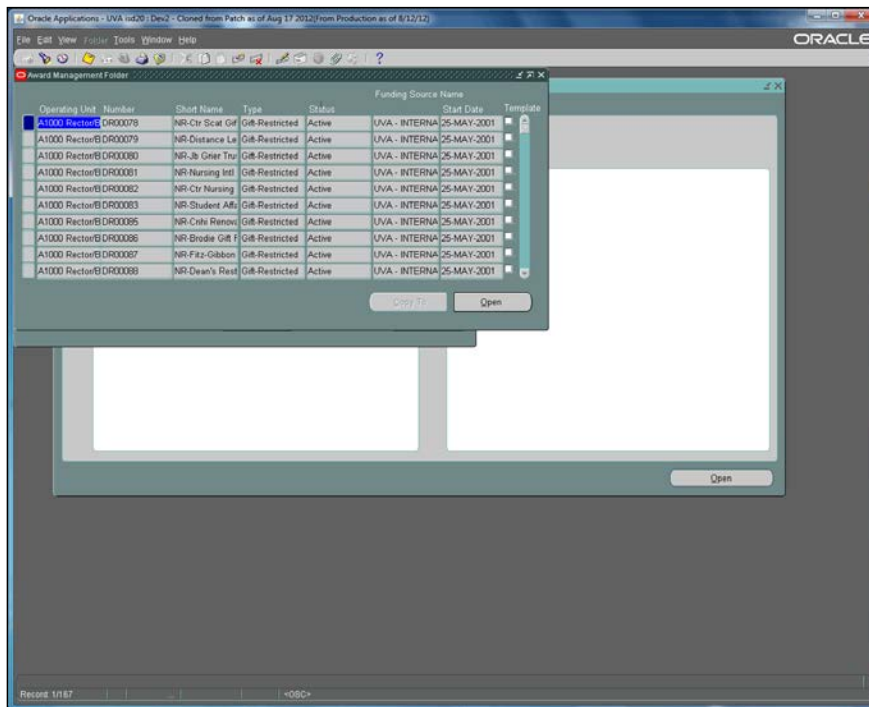 Oracle Applications - UVA isd20 : Dev2 - Cloned from Patch as of Aug 17 2012(From Production as of 8/12/12)
File Edit View Folder Tools Window Help
ORACLE
Award Management Folder
Funding Source Name
Operating Unit Number Short Name Type Status Start Date Template
A1000 Rector/B DR00078 NR-Ctr Scat Gif Gift-Restricted Active UVA - INTERNA 25-MAY-2001
A1000 Rector/B DR00079 NR-Distance Le Gift-Restricted Active UVA - INTERNA 25-MAY-2001
A1000 Rector/B DR00080 NR-Jb Grier Tru Gift-Restricted Active UVA - INTERNA 25-MAY-2001
A1000 Rector/B DR00081 NR-Nursing Intl Gift-Restricted Active UVA - INTERNA 25-MAY-2001
A1000 Rector/B DR00082 NR-Ctr Nursing Gift-Restricted Active UVA - INTERNA 25-MAY-2001
A1000 Rector/B DR00083 NR-Student Affa Gift-Restricted Active UVA - INTERNA 25-MAY-2001
A1000 Rector/B DR00085 Renova Gift-Restricted Active UVA - INTERNA 25-MAY-2001
A1000 Rector/B DR00086 NR-Brodie Gift F Gift-Restricted Active UVA - INTERNA 25-MAY-2001
A1000 Rector/B DR00087 NR-Fitz-Gibbon Gift-Restricted Active UVA - INTERNA 25-MAY-2001
A1000 Rector/B DR00088 NR-Dean's Rest Gift-Restricted Active UVA - INTERNA 25-MAY-2001
Copy To Open
Open
Record: 1/167 ... <OSC>